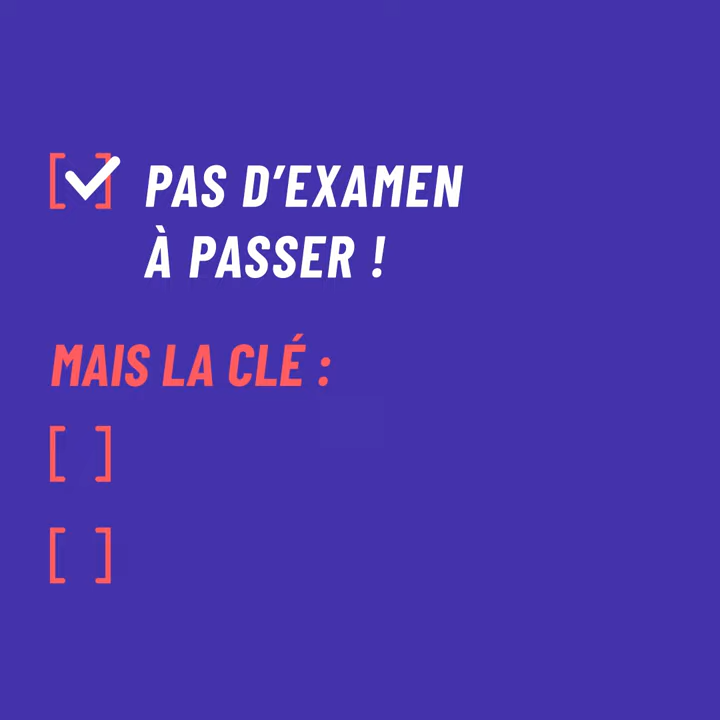 [✓] PAS D’EXAMEN
À PASSER !
MAIS LA CLÉ :
[ ]
[ ]